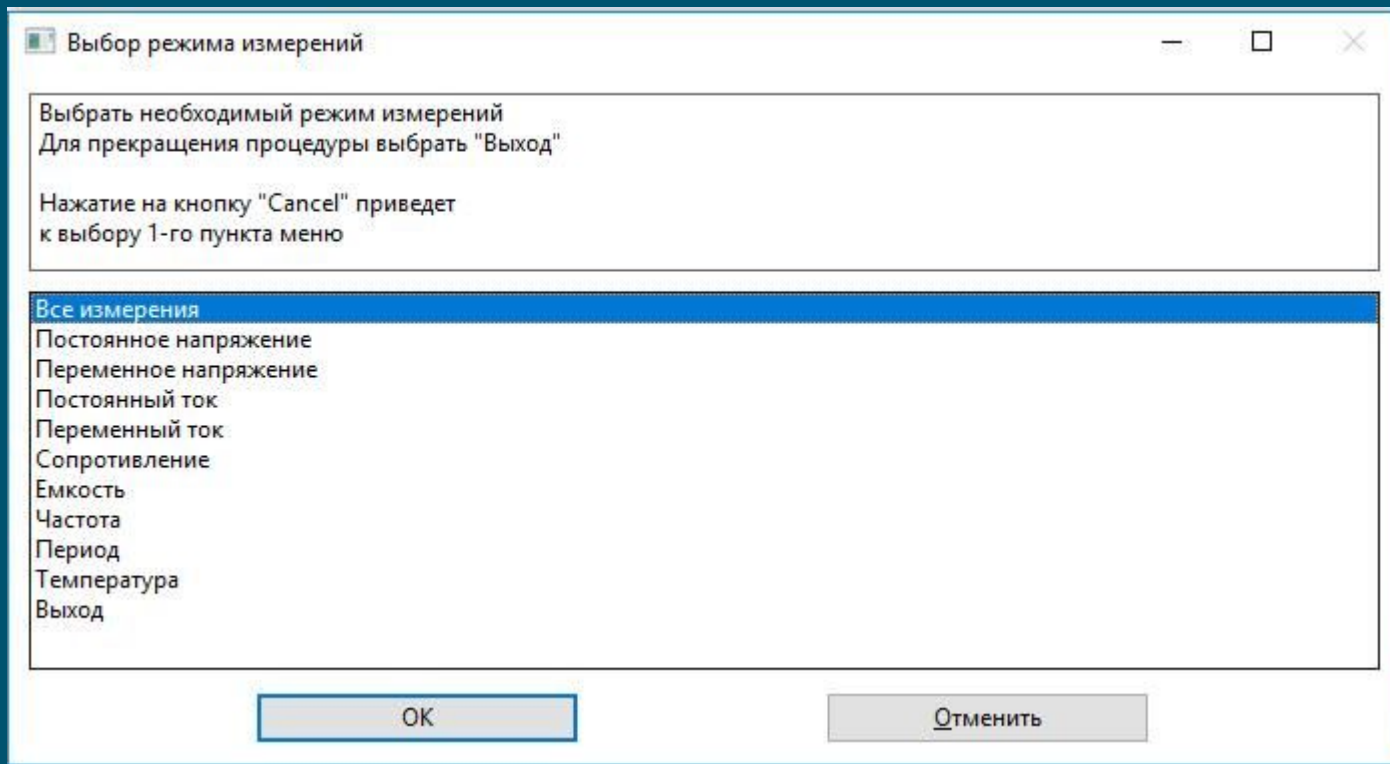 Выбор режима измерений
Выбрать необходимый режим измерений
Для прекращения процедуры выбрать "Выход"
Нажатие на кнопку "Cancel" приведет
к выбору 1-го пункта меню
Все измерения
Постоянное напряжение
Переменное напряжение
Постоянный ток
Переменный ток
Сопротивление
Емкость
Частота
Период
Температура
Выход
OK
Отменить